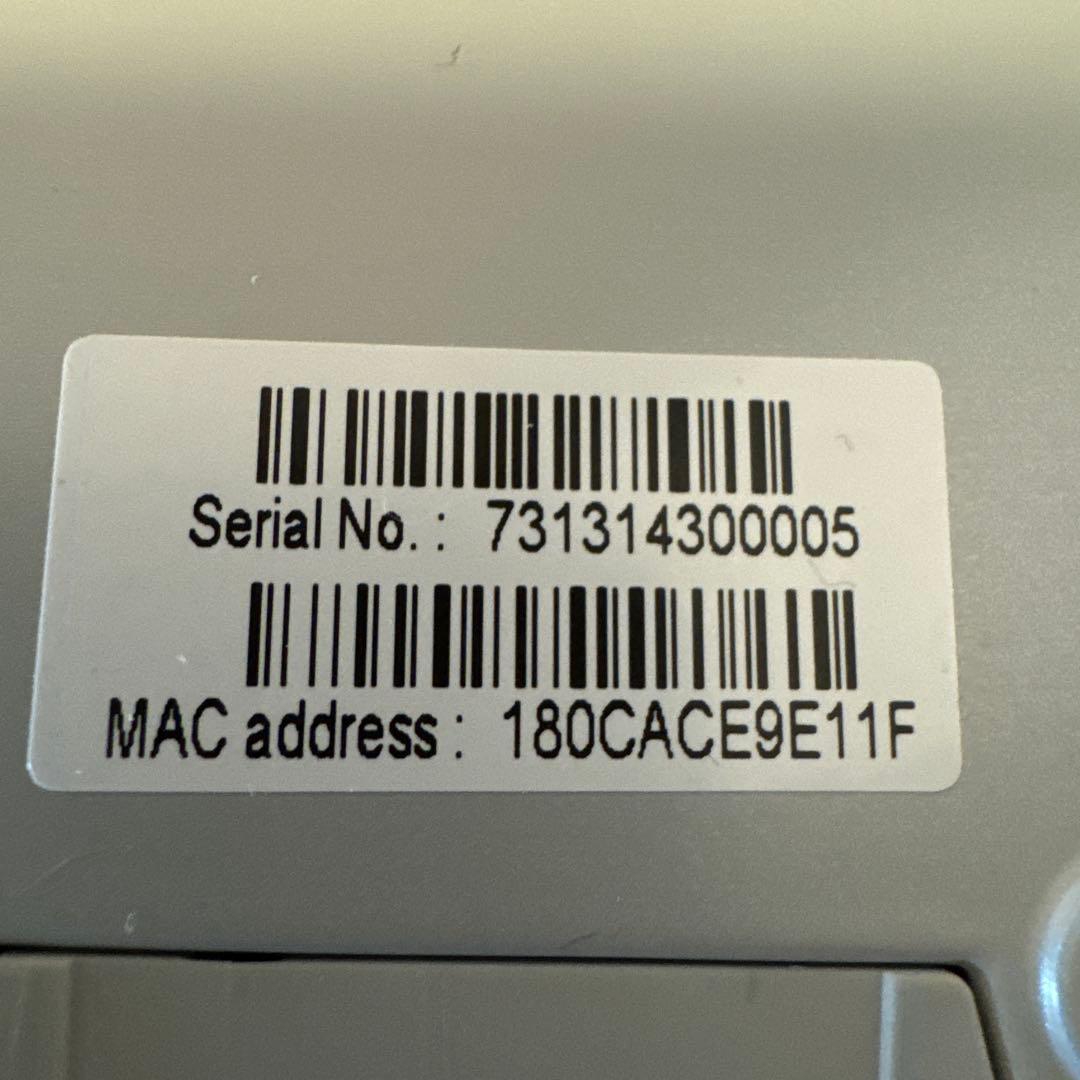 Serial No. : 731314300005
MAC address : 180CACE9E11F